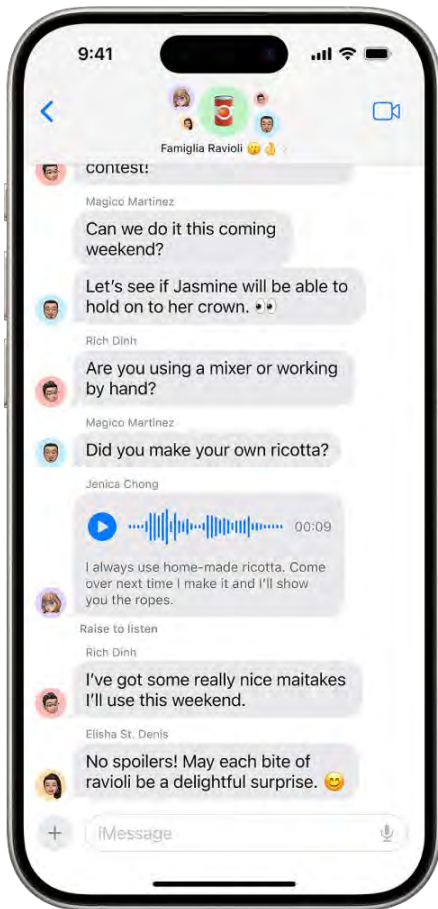 9:41
Famiglia Ravioli 🤫👌
contest!
Magico Martinez
Can we do it this coming
weekend?
Let's see if Jasmine will be able to
hold on to her crown. 👀
Rich Dinh
Are you using a mixer or working
by hand?
Magico Martinez
Did you make your own ricotta?
Jenica Chong
00:09
I always use home-made ricotta. Come
over next time I make it and I'll show
you the ropes.
Raise to listen
Rich Dinh
I've got some really nice maitakes
I'll use this weekend.
Elisha St. Denis
No spoilers! May each bite of
ravioli be a delightful surprise. 😊
iMessage